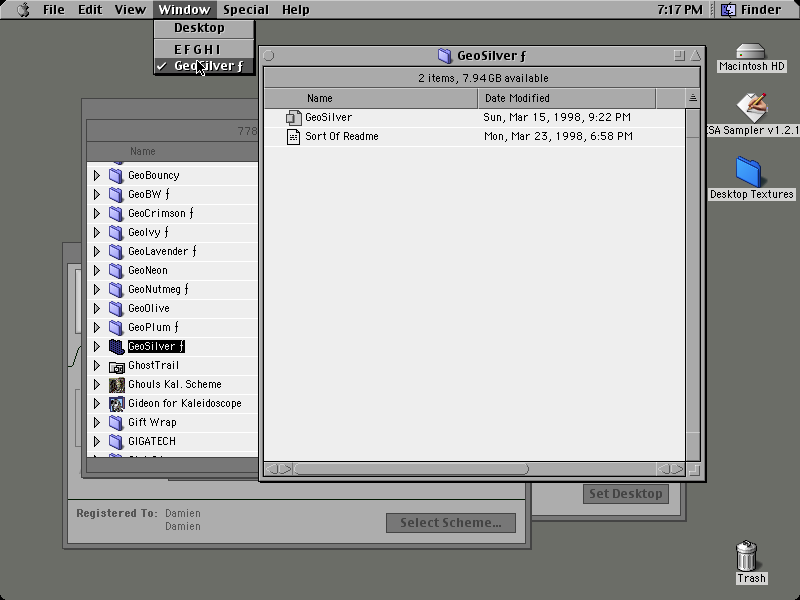 File Edit View Window Special Help 7:17 PM Finder
Desktop
E F G H I
✓ GeoSilver ƒ
GeoSilver ƒ
2 items, 7.94 GB available
Name Date Modified
GeoSilver Sun, Mar 15, 1998, 9:22 PM
Sort Of Readme Mon, Mar 23, 1998, 6:58 PM
778
Name
GeoBouncy
GeoBW ƒ
GeoCrimson ƒ
GeoIvy ƒ
GeoLavender ƒ
GeoNeon
GeoNutmeg ƒ
GeoOlive
GeoPlum ƒ
GeoSilver ƒ
GhostTrail
Ghouls Kal. Scheme
Gideon for Kaleidoscope
Gift Wrap
GIGATECH
Set Desktop
Registered To: Damien
Damien
Select Scheme...
Macintosh HD
SA Sampler v1.2.1
Desktop Textures
Trash